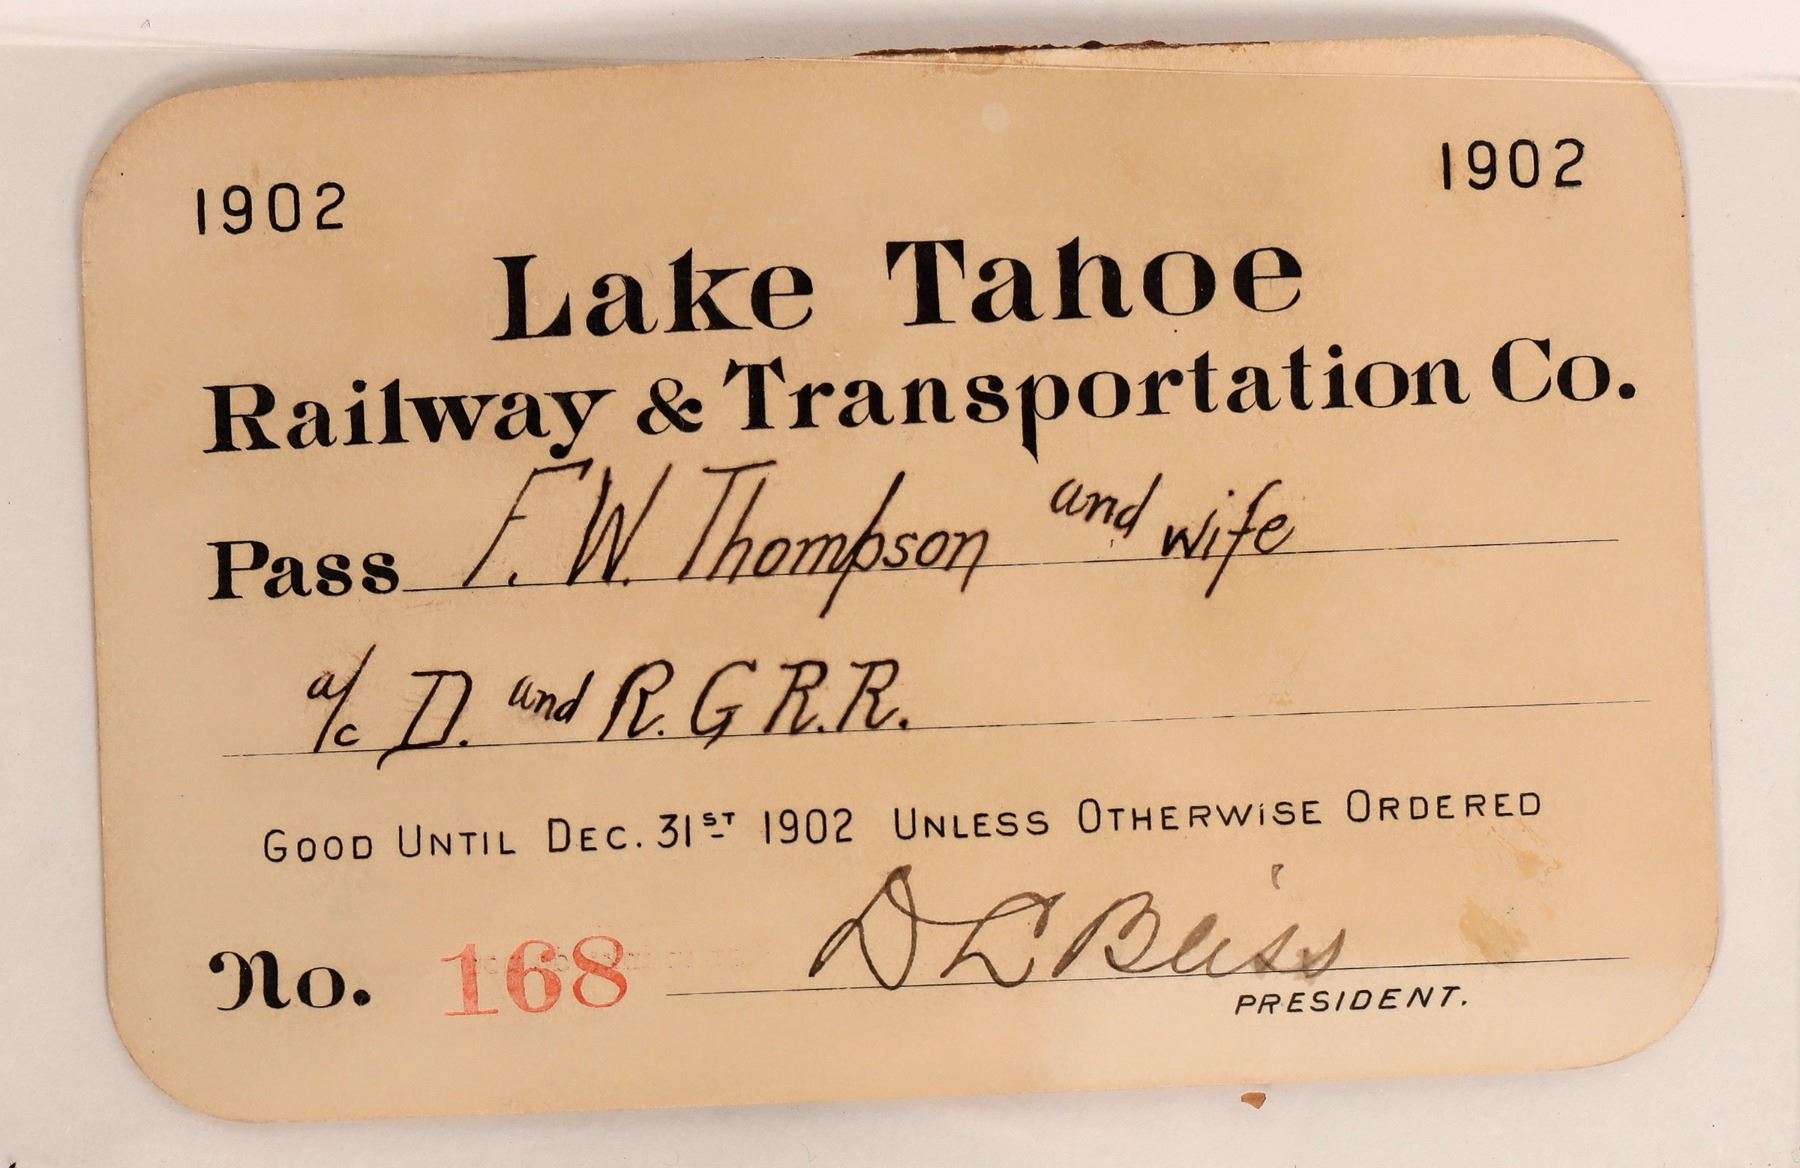 1902 1902
Lake Tahoe
Railway & Transportation Co.
Pass F. W. Thompson and wife
a/c D. and R. G R. R.
GOOD UNTIL DEC. 31ST 1902 UNLESS OTHERWISE ORDERED
No. 168 D L Bliss
PRESIDENT.